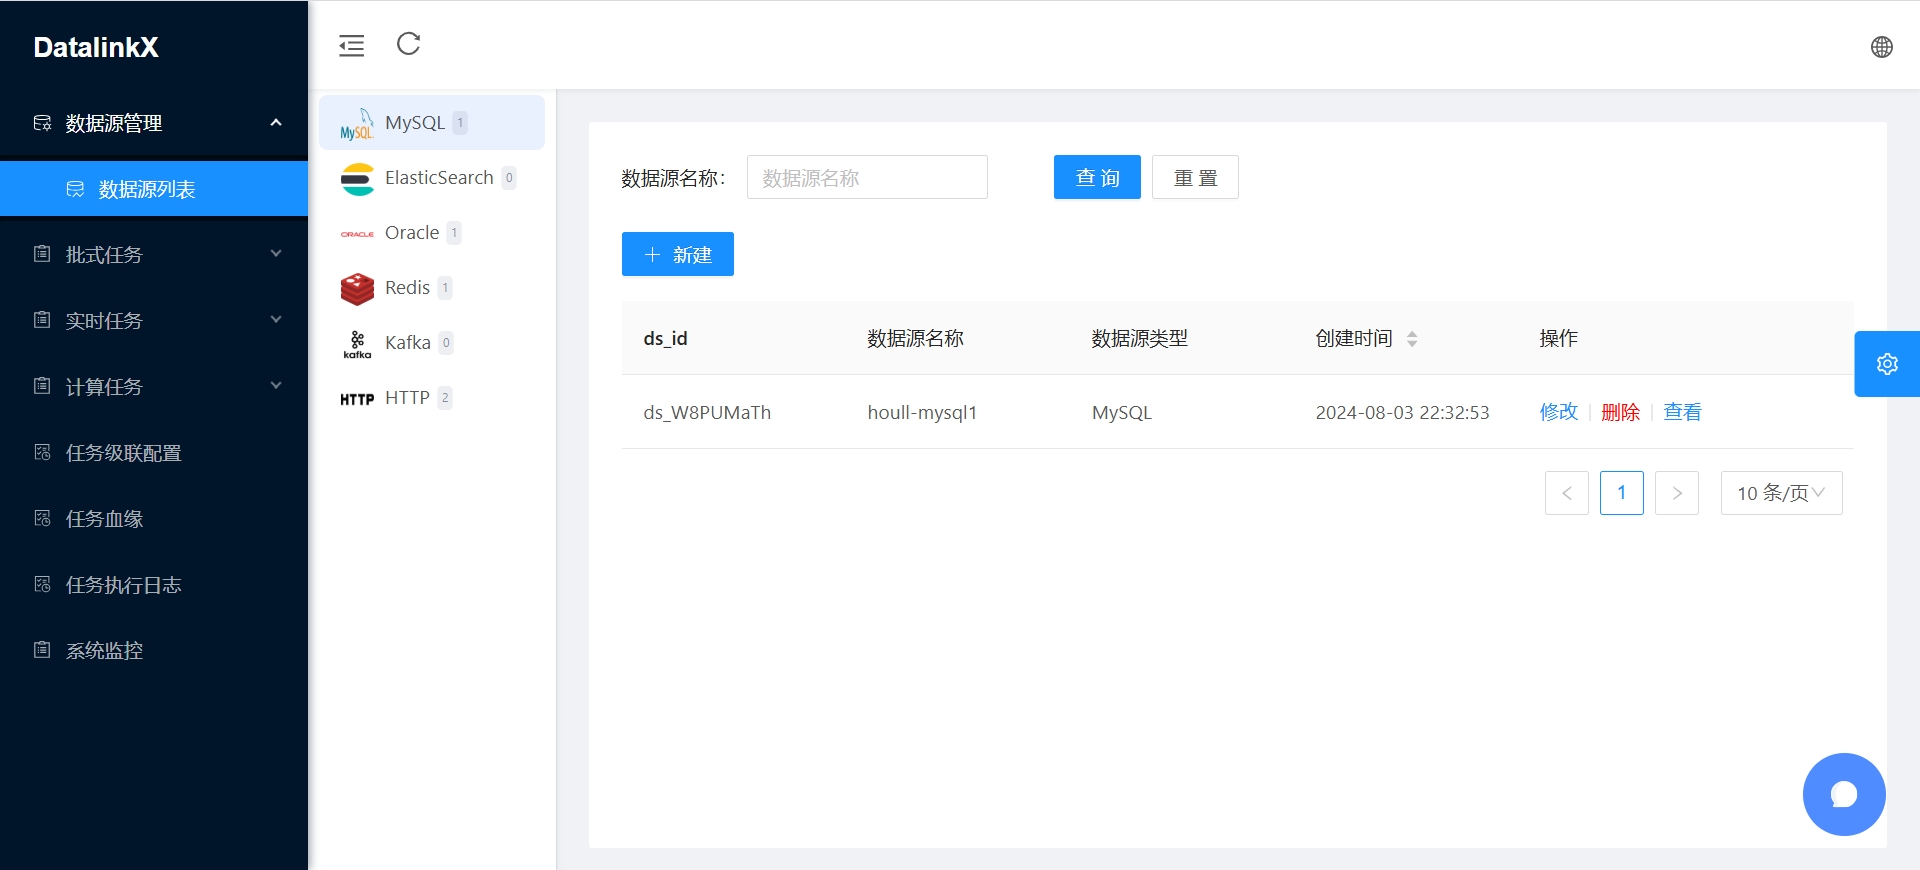 DatalinkX
数据源管理
数据源列表
批式任务
实时任务
计算任务
任务级联配置
任务血缘
任务执行日志
系统监控
MySQL MySQL 1
ElasticSearch 0
ORACLE Oracle 1
Redis 1
kafka Kafka 0
HTTP HTTP 2
数据源名称： 数据源名称 查 询 重 置
新建
ds_id 数据源名称 数据源类型 创建时间 操作
ds_W8PUMaTh houll-mysql1 MySQL 2024-08-03 22:32:53 修改 删除 查看
< 1 > 10 条/页